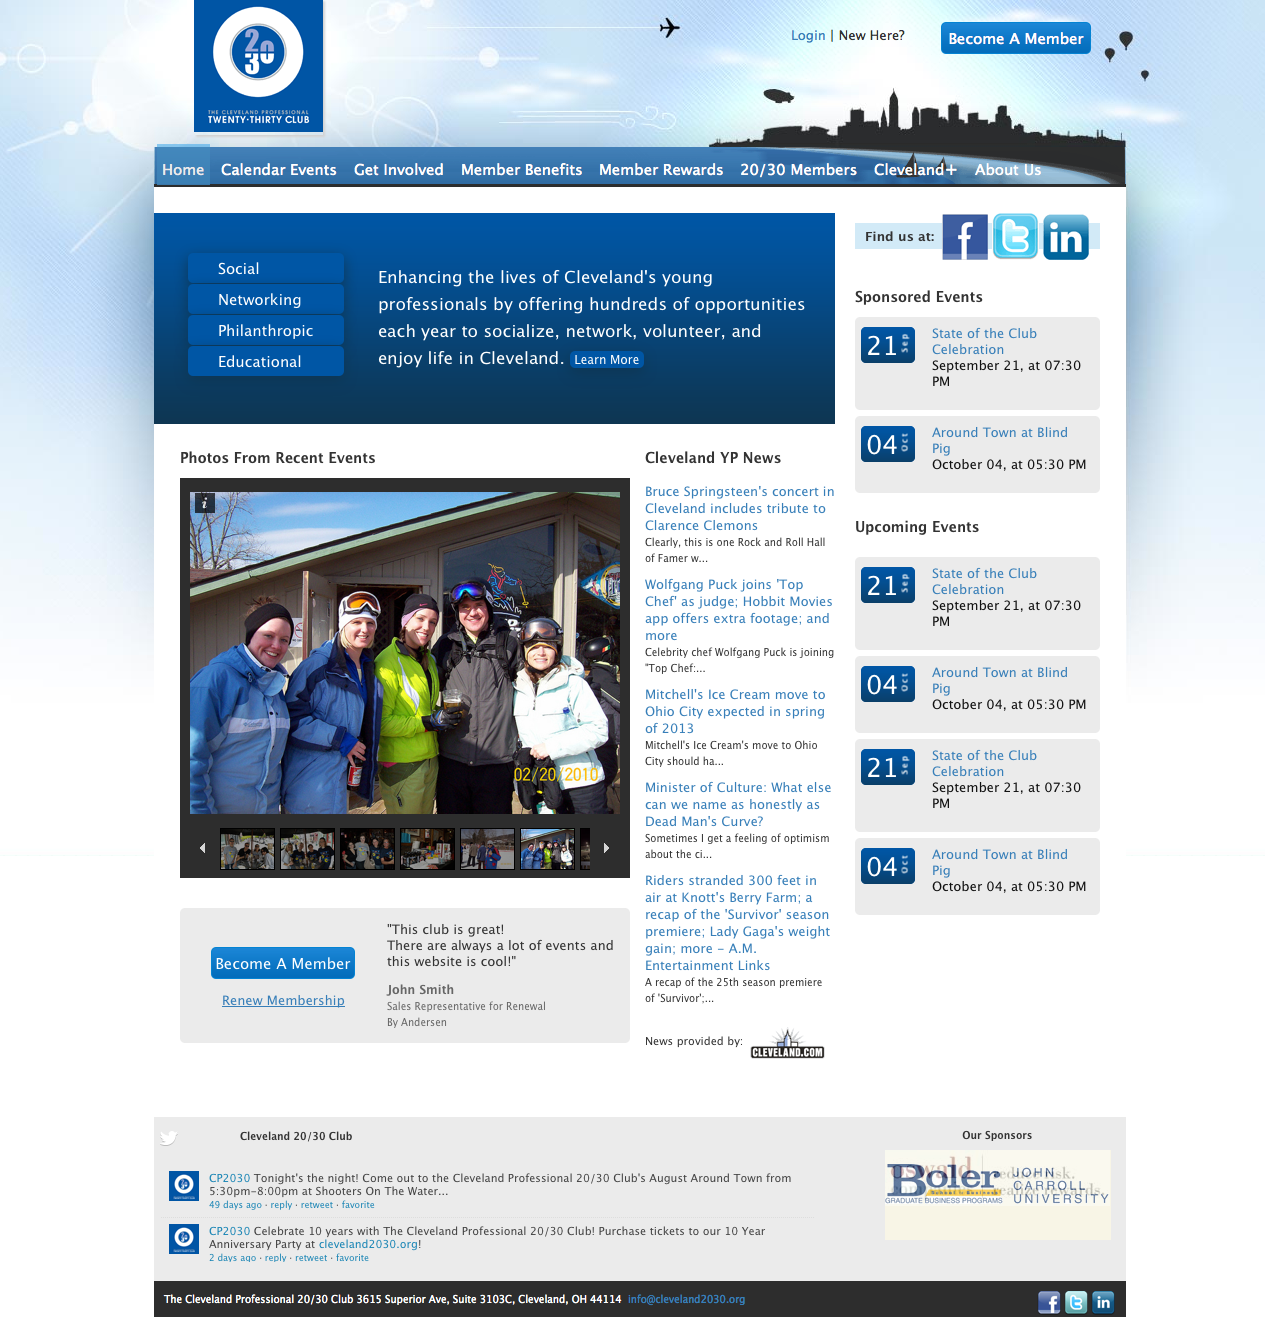 2030
THE CLEVELAND PROFESSIONAL
TWENTY·THIRTY CLUB
Login | New Here?
Become A Member
Home Calendar Events Get Involved Member Benefits Member Rewards 20/30 Members Cleveland+ About Us
Social
Networking
Philanthropic
Educational
Enhancing the lives of Cleveland's young
professionals by offering hundreds of opportunities
each year to socialize, network, volunteer, and
enjoy life in Cleveland. Learn More
Find us at:
Sponsored Events
21 Sep
State of the Club
Celebration
September 21, at 07:30
PM
04 Oct
Around Town at Blind
Pig
October 04, at 05:30 PM
Upcoming Events
21 Sep
State of the Club
Celebration
September 21, at 07:30
PM
04 Oct
Around Town at Blind
Pig
October 04, at 05:30 PM
21 Sep
State of the Club
Celebration
September 21, at 07:30
PM
04 Oct
Around Town at Blind
Pig
October 04, at 05:30 PM
Photos From Recent Events
i
02/20/2010
Cleveland YP News
Bruce Springsteen's concert in
Cleveland includes tribute to
Clarence Clemons
Clearly, this is one Rock and Roll Hall
of Famer w...
Wolfgang Puck joins 'Top
Chef' as judge; Hobbit Movies
app offers extra footage; and
more
Celebrity chef Wolfgang Puck is joining
"Top Chef:...
Mitchell's Ice Cream move to
Ohio City expected in spring
of 2013
Mitchell's Ice Cream's move to Ohio
City should ha...
Minister of Culture: What else
can we name as honestly as
Dead Man's Curve?
Sometimes I get a feeling of optimism
about the ci...
Riders stranded 300 feet in
air at Knott's Berry Farm; a
recap of the 'Survivor' season
premiere; Lady Gaga's weight
gain; more - A.M.
Entertainment Links
A recap of the 25th season premiere
of 'Survivor';...
News provided by:
CLEVELAND.COM
Become A Member
Renew Membership
"This club is great!
There are always a lot of events and
this website is cool!"
John Smith
Sales Representative for Renewal
By Andersen
Cleveland 20/30 Club
CP2030 Tonight's the night! Come out to the Cleveland Professional 20/30 Club's August Around Town from
5:30pm-8:00pm at Shooters On The Water...
49 days ago · reply · retweet · favorite
CP2030 Celebrate 10 years with The Cleveland Professional 20/30 Club! Purchase tickets to our 10 Year
Anniversary Party at cleveland2030.org!
2 days ago · reply · retweet · favorite
Our Sponsors
oswald
Boler
GRADUATE BUSINESS PROGRAMS
JOHN
CARROLL
UNIVERSITY
The Cleveland Professional 20/30 Club 3615 Superior Ave, Suite 3103C, Cleveland, OH 44114 info@cleveland2030.org